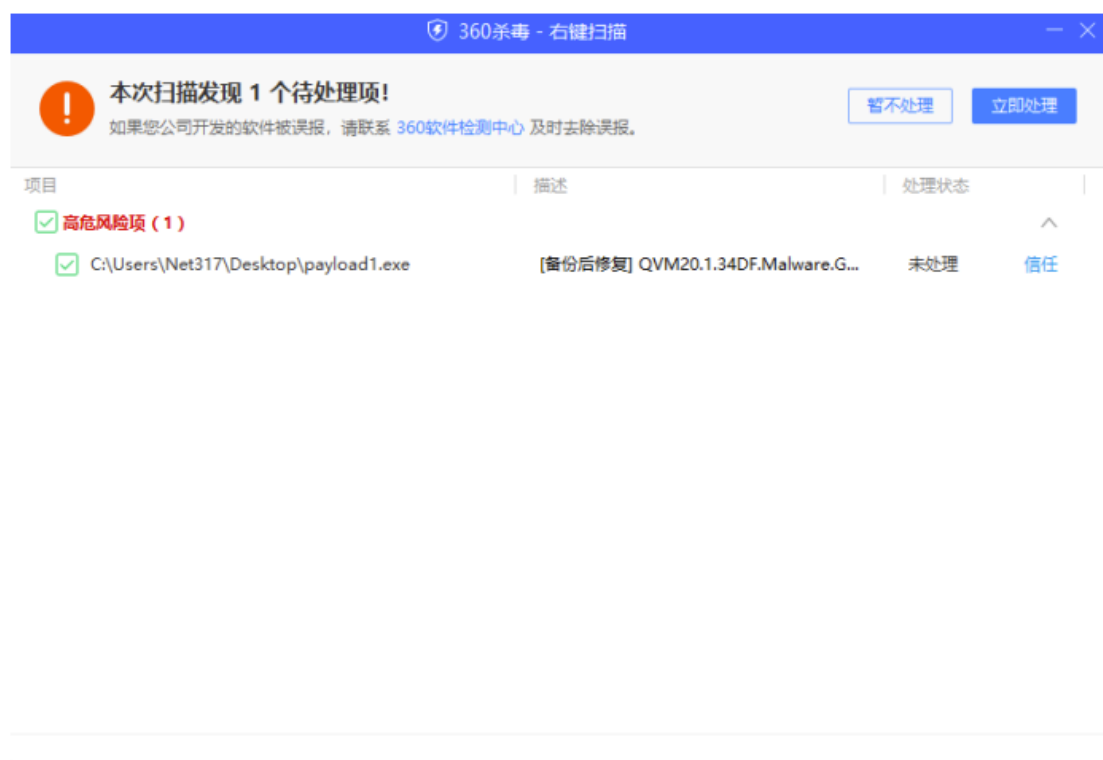 360杀毒 - 右键扫描
本次扫描发现 1 个待处理项!
如果您公司开发的软件被误报，请联系 360软件检测中心 及时去除误报。
暂不处理 立即处理
项目 描述 处理状态
高危风险项 ( 1 )
C:\Users\Net317\Desktop\payload1.exe [备份后修复] QVM20.1.34DF.Malware.G... 未处理 信任